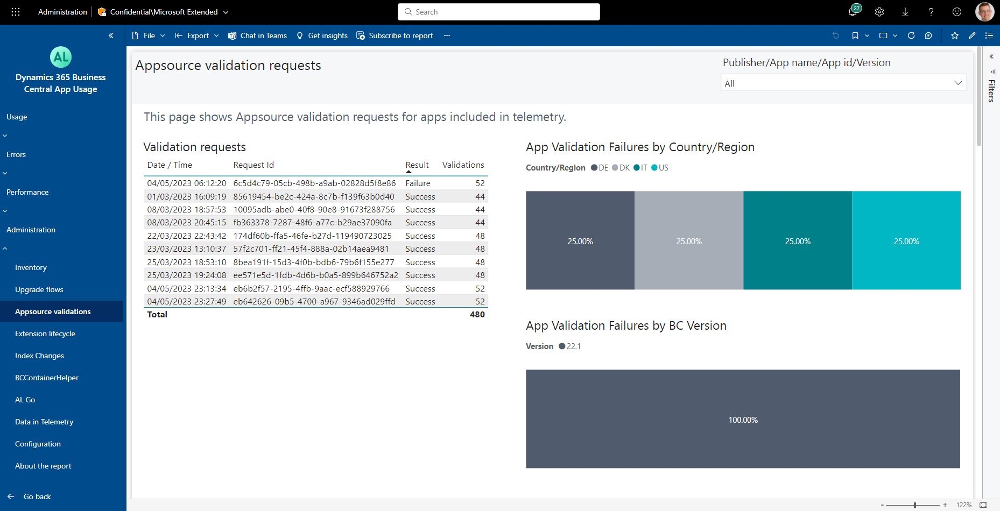 Administration
Confidential\Microsoft Extended
Search
27
?
File
Export
Chat in Teams
Get insights
Subscribe to report
...
AL
Dynamics 365 Business
Central App Usage
Usage
Errors
Performance
Administration
Inventory
Upgrade flows
Appsource validations
Extension lifecycle
Index Changes
BCContainerHelper
AL Go
Data in Telemetry
Configuration
About the report
Go back
Appsource validation requests
Publisher/App name/App id/Version
All
Filters
This page shows Appsource validation requests for apps included in telemetry.
Validation requests
Date / Time Request Id Result Validations
04/05/2023 06:12:20 6c5d4c79-05cb-498b-a9ab-02828d5f8e86 Failure 52
01/03/2023 16:09:19 85619454-be2c-424a-8c7b-f139f63b0d40 Success 44
08/03/2023 18:57:53 10095adb-abe0-40f8-90e8-91673f288756 Success 44
08/03/2023 20:45:15 fb363378-7287-48f6-a77c-b29ae37090fa Success 44
22/03/2023 22:43:42 174df60b-ffa5-46fe-b27d-119490723025 Success 48
23/03/2023 13:10:37 57f2c701-ff21-45f4-888a-02b14aea9481 Success 48
25/03/2023 18:53:10 8bea191f-15d3-4f0b-bdb6-79b6f155e277 Success 48
25/03/2023 19:24:08 ee571e5d-1fdb-4d6b-b0a5-899b646752a2 Success 48
04/05/2023 23:13:34 eb6b2f57-2195-4ffb-9aac-ecf588929766 Success 52
04/05/2023 23:27:49 eb642626-09b5-4700-a967-9346ad029ffd Success 52
Total 480
App Validation Failures by Country/Region
Country/Region DE DK IT US
25.00% 25.00% 25.00% 25.00%
App Validation Failures by BC Version
Version 22.1
100.00%
- + 122%